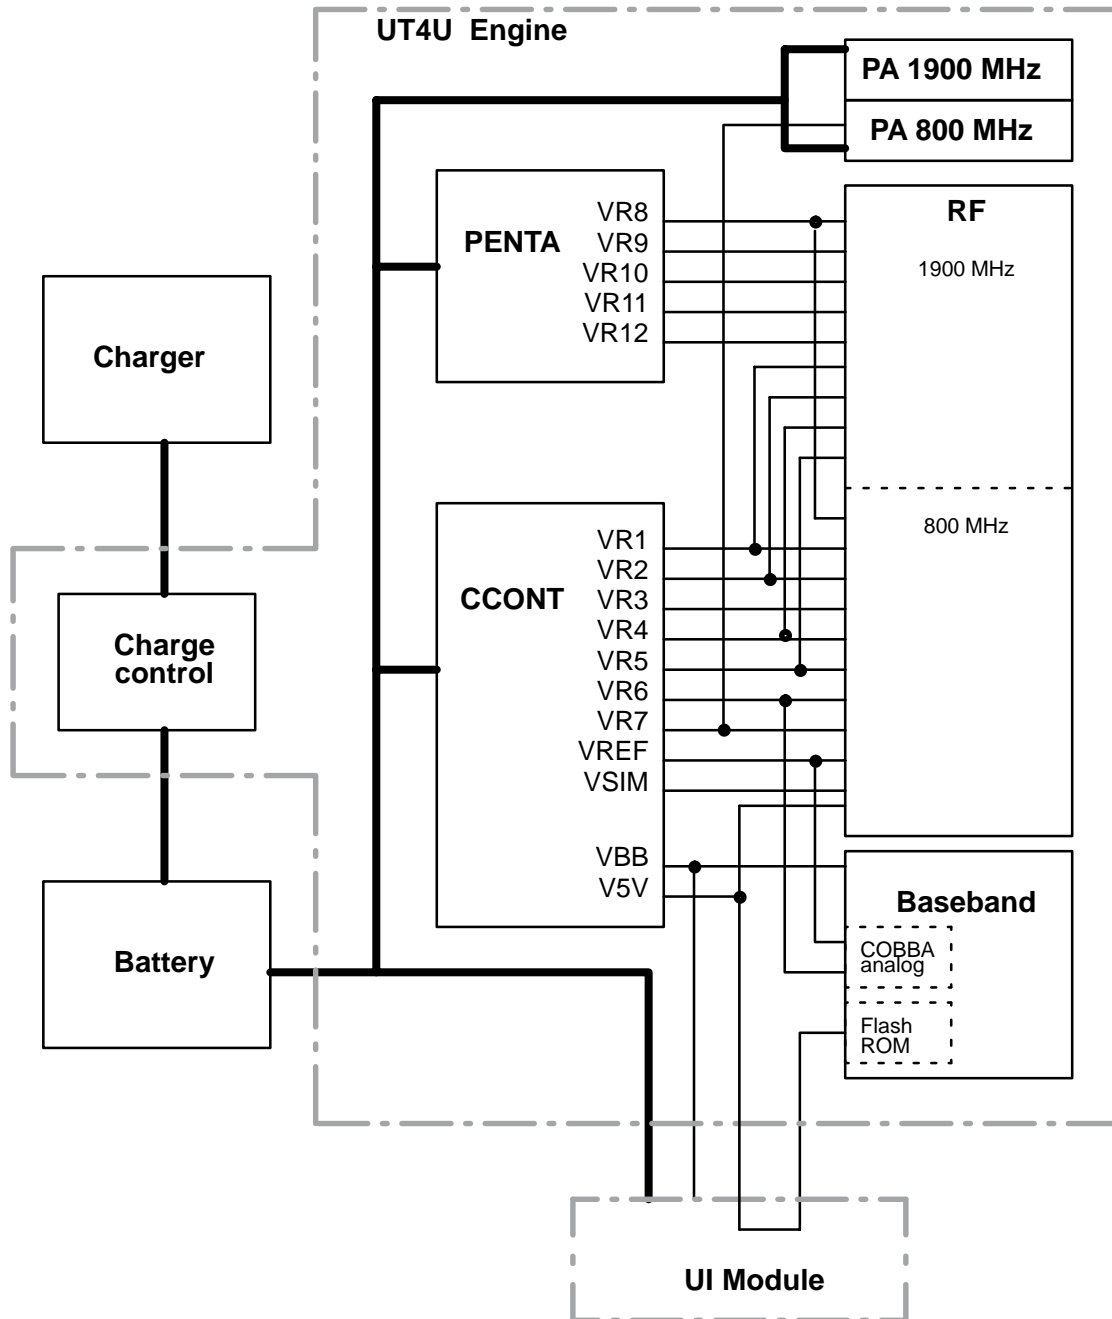 UT4U Engine
PA 1900 MHz
PA 800 MHz
PENTA
VR8
VR9
VR10
VR11
VR12
RF
1900 MHz
800 MHz
Charger
Charge
control
Battery
CCONT
VR1
VR2
VR3
VR4
VR5
VR6
VR7
VREF
VSIM
VBB
V5V
Baseband
COBBA
analog
Flash
ROM
UI Module